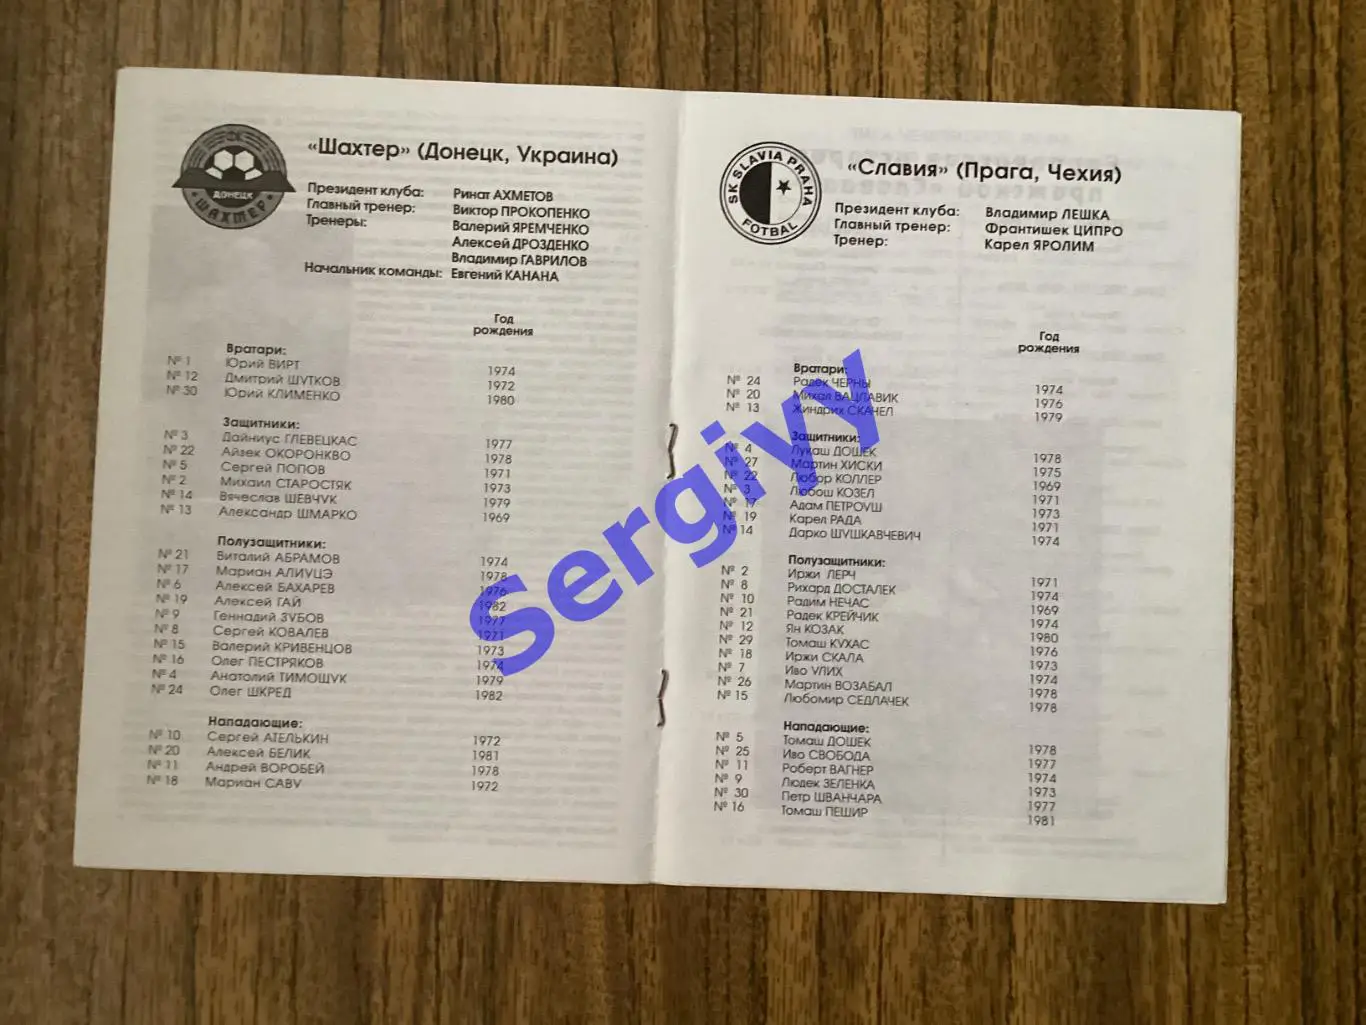 ФК
ДОНЕЦК
ШАХТЕР
«Шахтер» (Донецк, Украина)
Президент клуба: Ринат АХМЕТОВ
Главный тренер: Виктор ПРОКОПЕНКО
Тренеры: Валерий ЯРЕМЧЕНКО
Алексей ДРОЗДЕНКО
Владимир ГАВРИЛОВ
Начальник команды: Евгений КАНАНА
Год
рождения
Вратари:
№ 1 Юрий ВИРТ 1974
№ 12 Дмитрий ШУТКОВ 1972
№ 30 Юрий КЛИМЕНКО 1980
Защитники:
№ 3 Дайниус ГЛЕВЕЦКАС 1977
№ 22 Айзек ОКОРОНКВО 1978
№ 5 Сергей ПОПОВ 1971
№ 2 Михаил СТАРОСТЯК 1973
№ 14 Вячеслав ШЕВЧУК 1979
№ 13 Александр ШМАРКО 1969
Полузащитники:
№ 21 Виталий АБРАМОВ 1974
№ 17 Мариан АЛИУЦЭ 1978
№ 6 Алексей БАХАРЕВ 1976
№ 19 Алексей ГАЙ 1982
№ 9 Геннадий ЗУБОВ 1977
№ 8 Сергей КОВАЛЕВ 1971
№ 15 Валерий КРИВЕНЦОВ 1973
№ 16 Олег ПЕСТРЯКОВ 1974
№ 4 Анатолий ТИМОЩУК 1979
№ 24 Олег ШКРЕД 1982
Нападающие:
№ 10 Сергей АТЕЛЬКИН 1972
№ 20 Алексей БЕЛИК 1981
№ 11 Андрей ВОРОБЕЙ 1978
№ 18 Мариан САВУ 1972
SK SLAVIA PRAHA
FOTBAL
«Славия» (Прага, Чехия)
Президент клуба: Владимир ЛЕШКА
Главный тренер: Франтишек ЦИПРО
Тренер: Карел ЯРОЛИМ
Год
рождения
Вратари:
№ 24 Радек ЧЕРНЫ 1974
№ 20 Михал ВАЦЛАВИК 1976
№ 13 Жиндрих СКАЧЕЛ 1979
Защитники:
№ 4 Лукаш ДОШЕК 1978
№ 27 Мартин ХИСКИ 1975
№ 22 Любор КОЛЛЕР 1969
№ 3 Любош КОЗЕЛ 1971
№ 17 Адам ПЕТРОУШ 1973
№ 19 Карел РАДА 1971
№ 14 Дарко ШУШКАВЧЕВИЧ 1974
Полузащитники:
№ 2 Иржи ЛЕРЧ 1971
№ 8 Рихард ДОСТАЛЕК 1974
№ 10 Радим НЕЧАС 1969
№ 21 Радек КРЕЙЧИК 1974
№ 12 Ян КОЗАК 1980
№ 29 Томаш КУХАС 1976
№ 18 Иржи СКАЛА 1973
№ 7 Иво УЛИХ 1974
№ 26 Мартин ВОЗАБАЛ 1978
№ 15 Любомир СЕДЛАЧЕК 1978
Нападающие:
№ 5 Томаш ДОШЕК 1978
№ 25 Иво СВОБОДА 1977
№ 11 Роберт ВАГНЕР 1974
№ 9 Людек ЗЕЛЕНКА 1973
№ 30 Петр ШВАНЧАРА 1977
№ 16 Томаш ПЕШИР 1981
Sergiyy